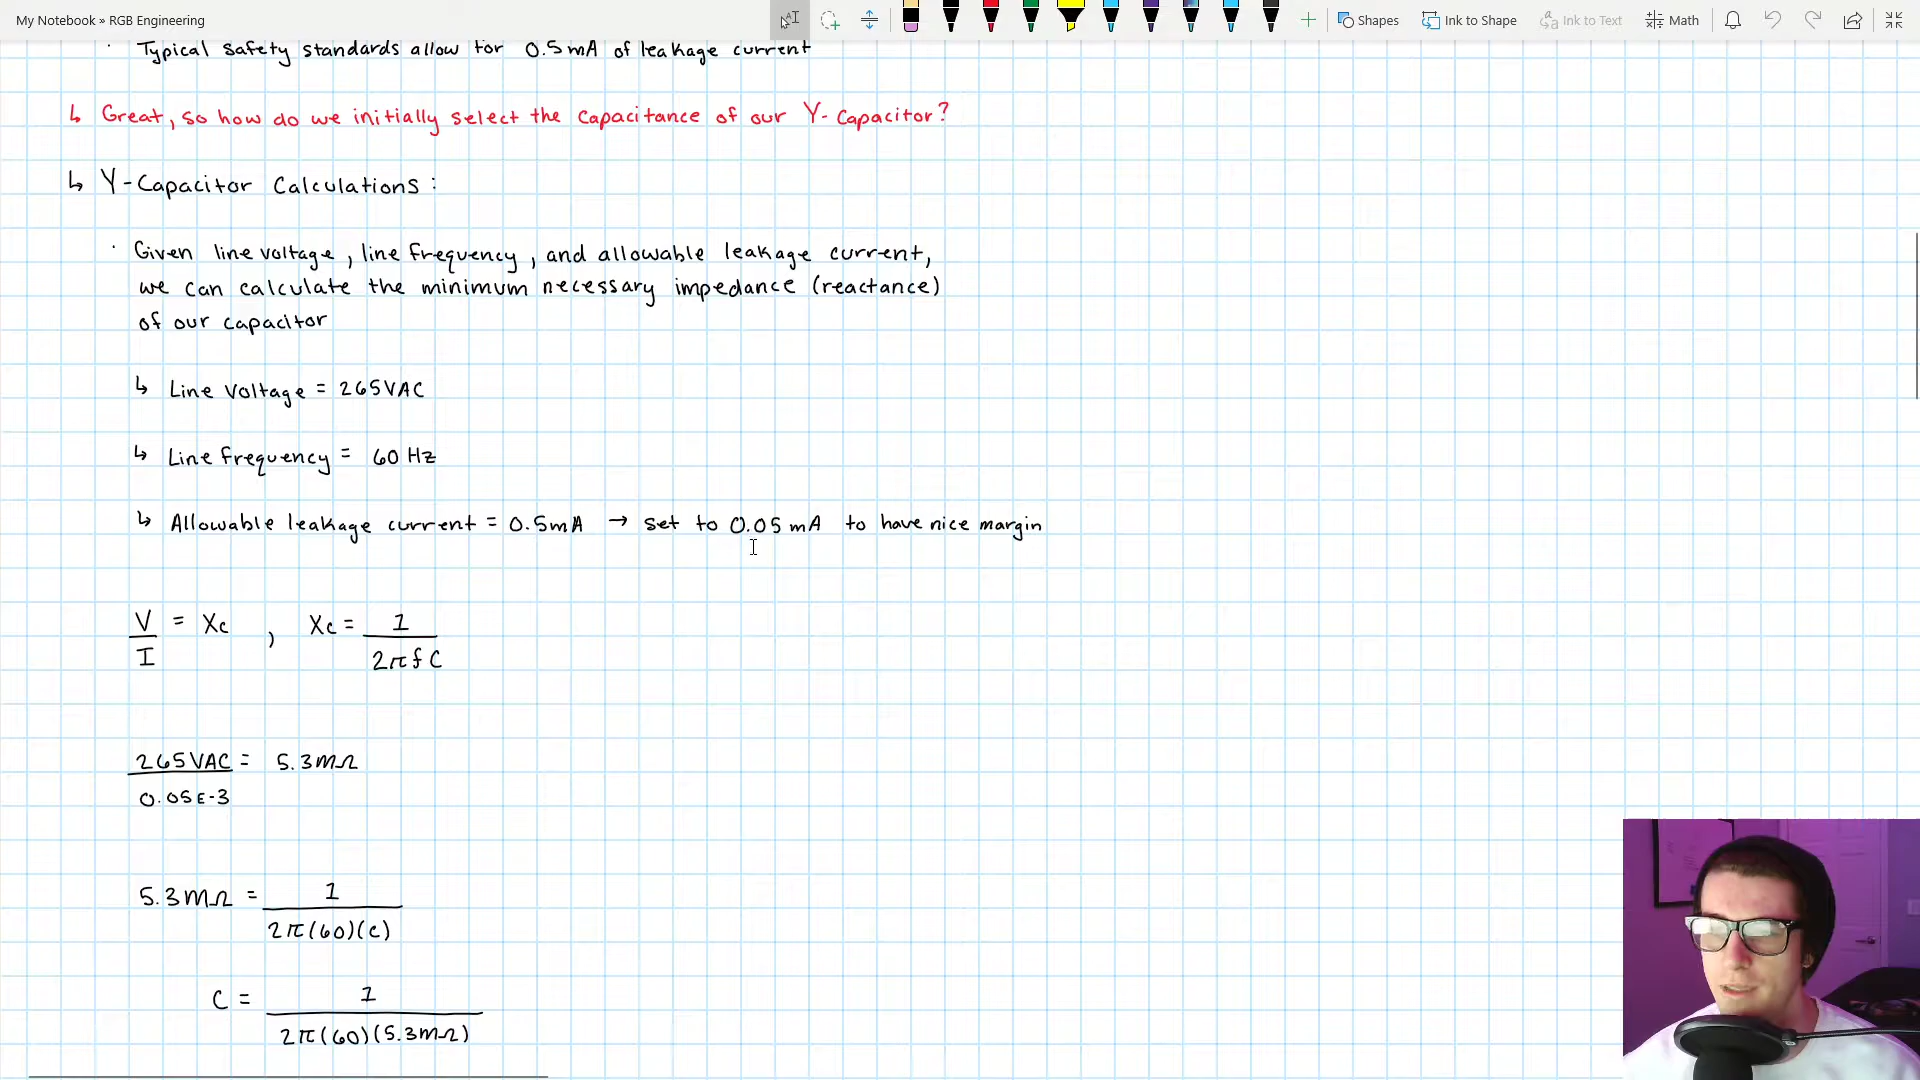 My Notebook » RGB Engineering
Shapes
Ink to Shape
Ink to Text
Math
· Typical safety standards allow for 0.5mA of leakage current
↳ Great, so how do we initially select the capacitance of our Y-Capacitor?
↳ Y-Capacitor Calculations:
· Given line voltage, line frequency, and allowable leakage current,
we can calculate the minimum necessary impedance (reactance)
of our capacitor
↳ Line Voltage = 265VAC
↳ Line frequency = 60 Hz
↳ Allowable leakage current = 0.5mA → set to 0.05mA to have nice margin
V/I = Xc , Xc = 1/2πfC
265VAC/0.05E-3 = 5.3MΩ
5.3MΩ = 1/2π(60)(C)
C = 1/2π(60)(5.3MΩ)